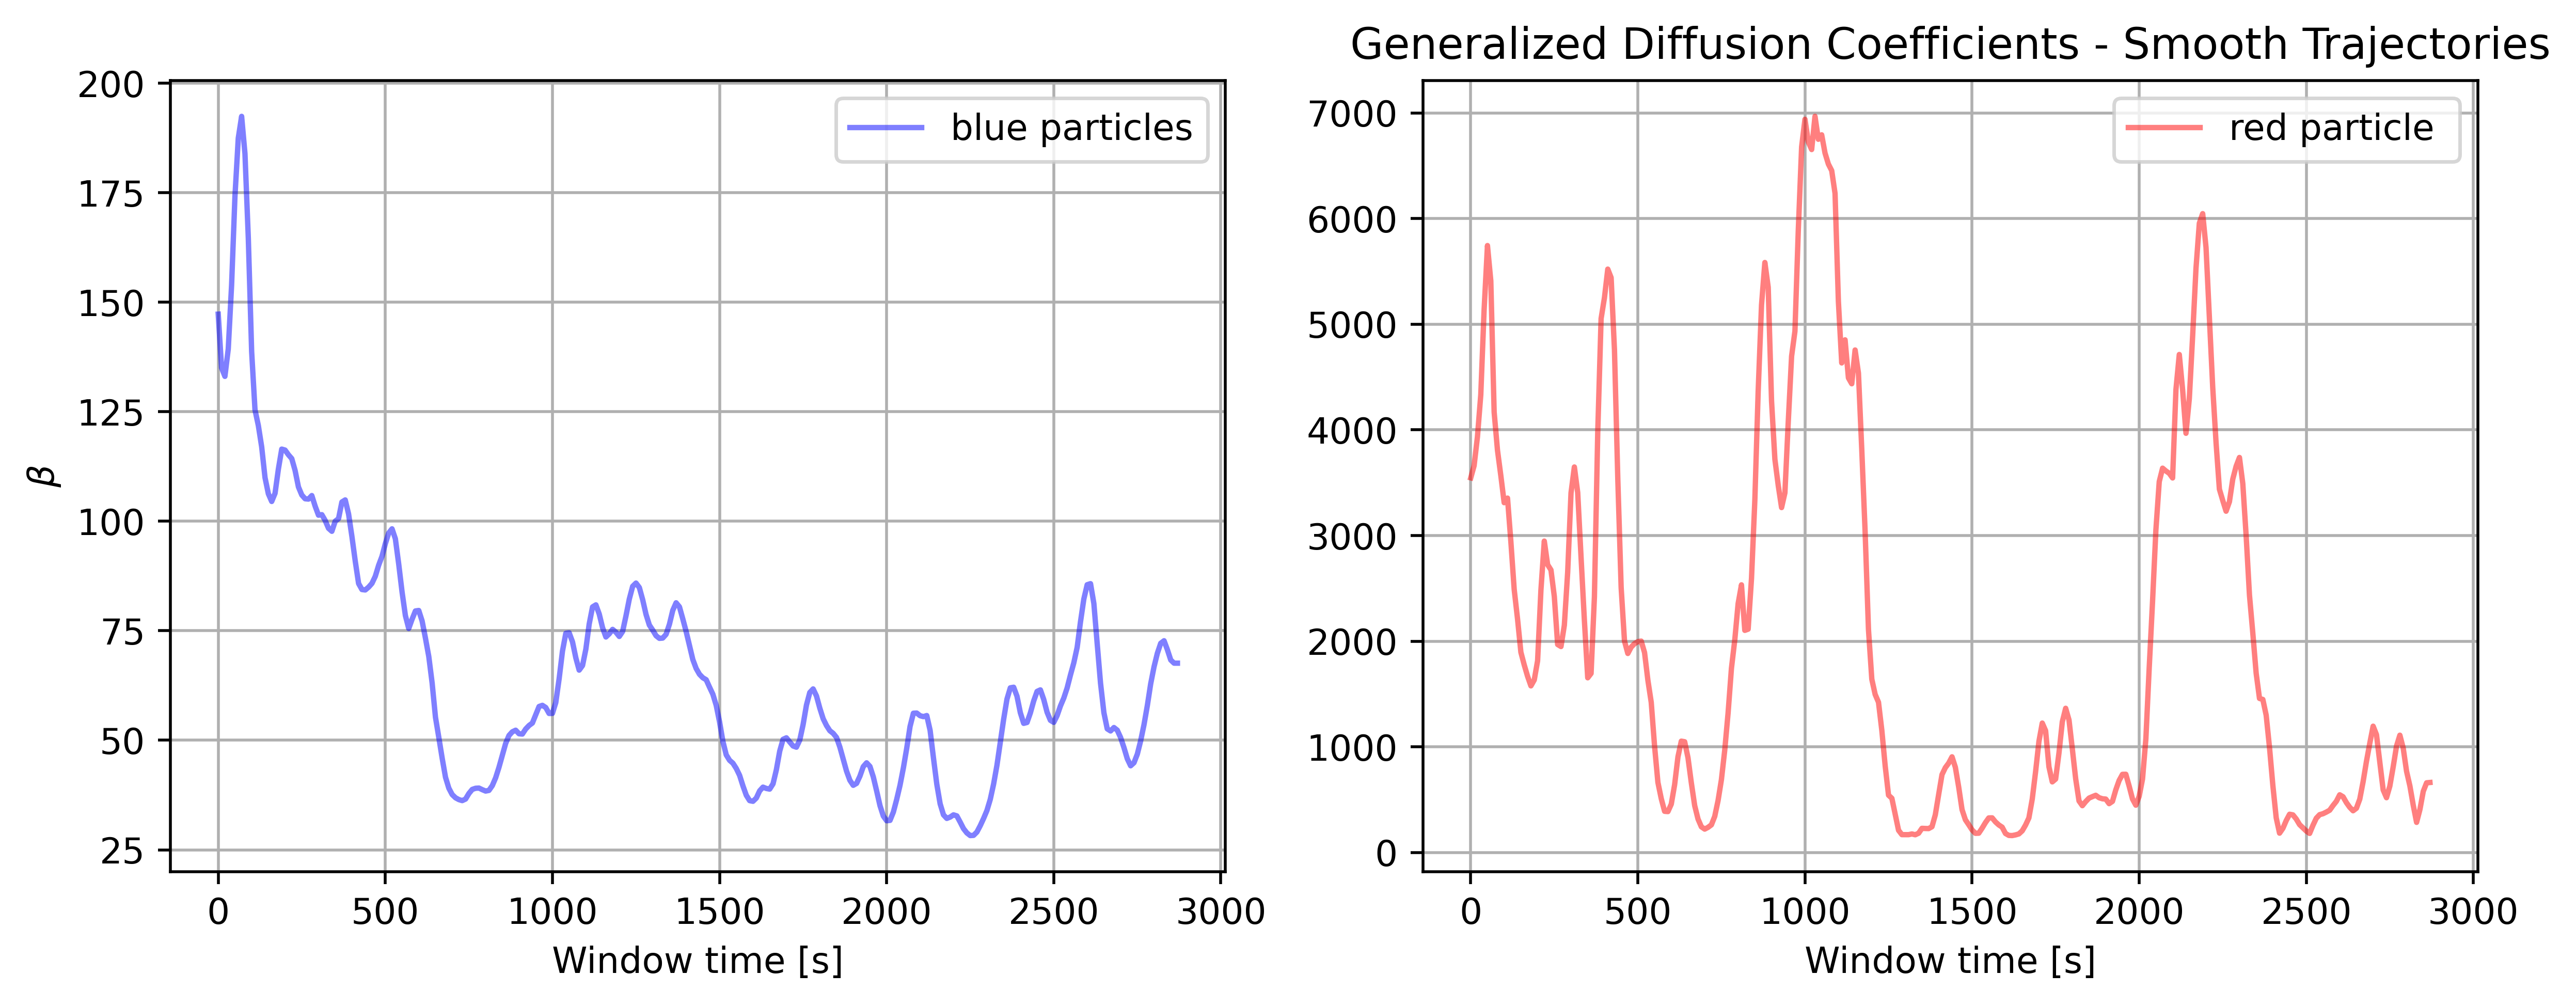 Generalized Diffusion Coefficients - Smooth Trajectories
200
175
150
125
100
75
50
25
β
blue particles
0 500 1000 1500 2000 2500 3000
Window time [s]
7000
6000
5000
4000
3000
2000
1000
0
red particle
0 500 1000 1500 2000 2500 3000
Window time [s]